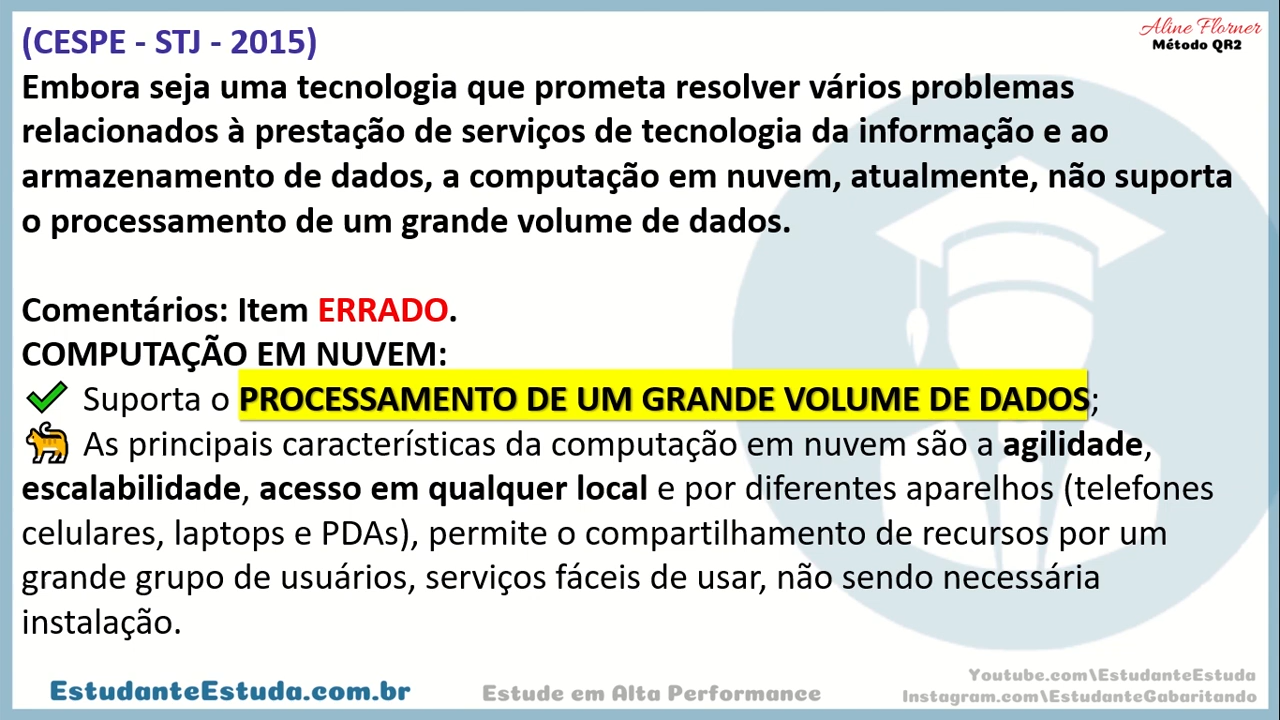 (CESPE - STJ - 2015)
Aline Florner
Método QR2
Embora seja uma tecnologia que prometa resolver vários problemas
relacionados à prestação de serviços de tecnologia da informação e ao
armazenamento de dados, a computação em nuvem, atualmente, não suporta
o processamento de um grande volume de dados.
Comentários: Item ERRADO.
COMPUTAÇÃO EM NUVEM:
Suporta o PROCESSAMENTO DE UM GRANDE VOLUME DE DADOS;
As principais características da computação em nuvem são a agilidade,
escalabilidade, acesso em qualquer local e por diferentes aparelhos (telefones
celulares, laptops e PDAs), permite o compartilhamento de recursos por um
grande grupo de usuários, serviços fáceis de usar, não sendo necessária
instalação.
EstudanteEstuda.com.br
Estude em Alta Performance
Youtube.com\EstudanteEstuda
Instagram.com\EstudanteGabaritando